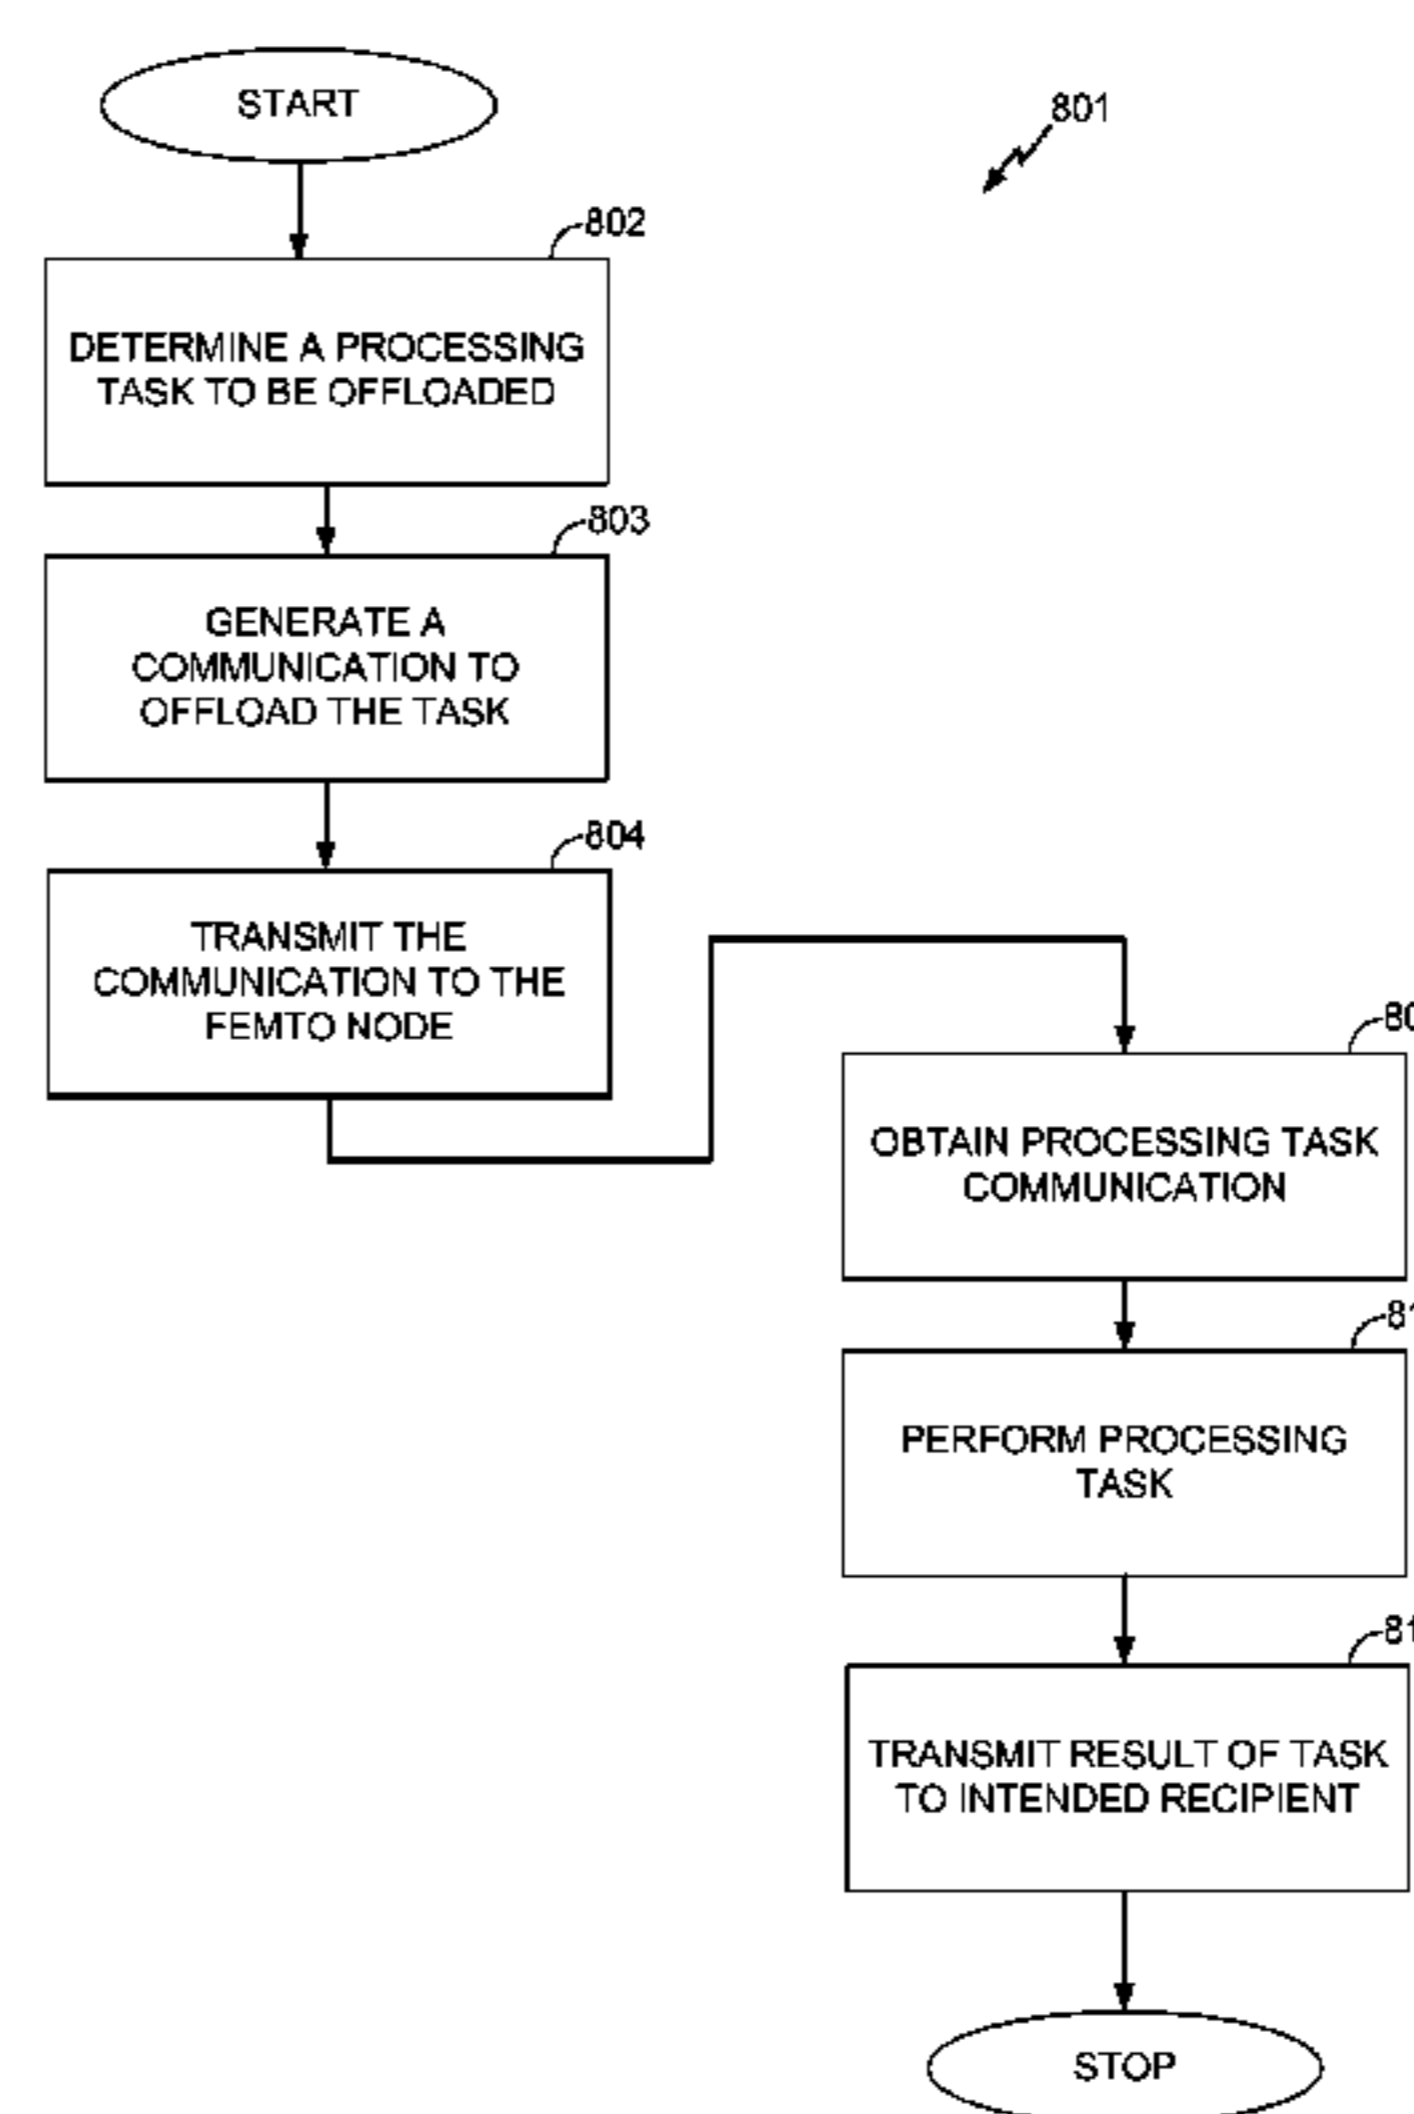 START
801
802
DETERMINE A PROCESSING
TASK TO BE OFFLOADED
803
GENERATE A
COMMUNICATION TO
OFFLOAD THE TASK
804
TRANSMIT THE
COMMUNICATION TO THE
FEMTO NODE
OBTAIN PROCESSING TASK
COMMUNICATION
PERFORM PROCESSING
TASK
TRANSMIT RESULT OF TASK
TO INTENDED RECIPIENT
STOP